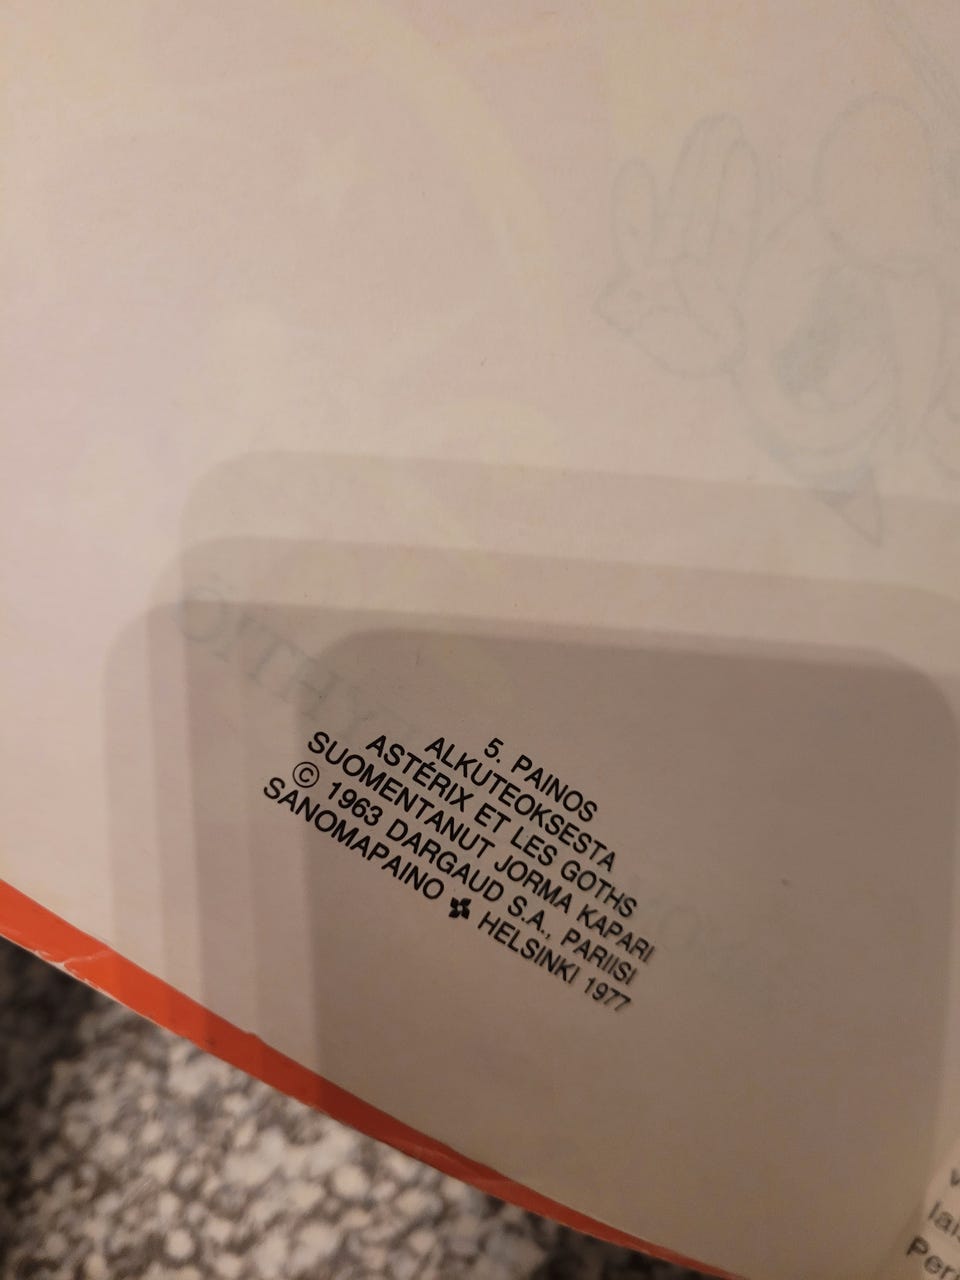 5. PAINOS
ALKUTEOKSESTA
ASTÉRIX ET LES GOTHS
SUOMENTANUT JORMA KAPARI
© 1963 DARGAUD S.A., PARIISI
SANOMAPAINO HELSINKI 1977